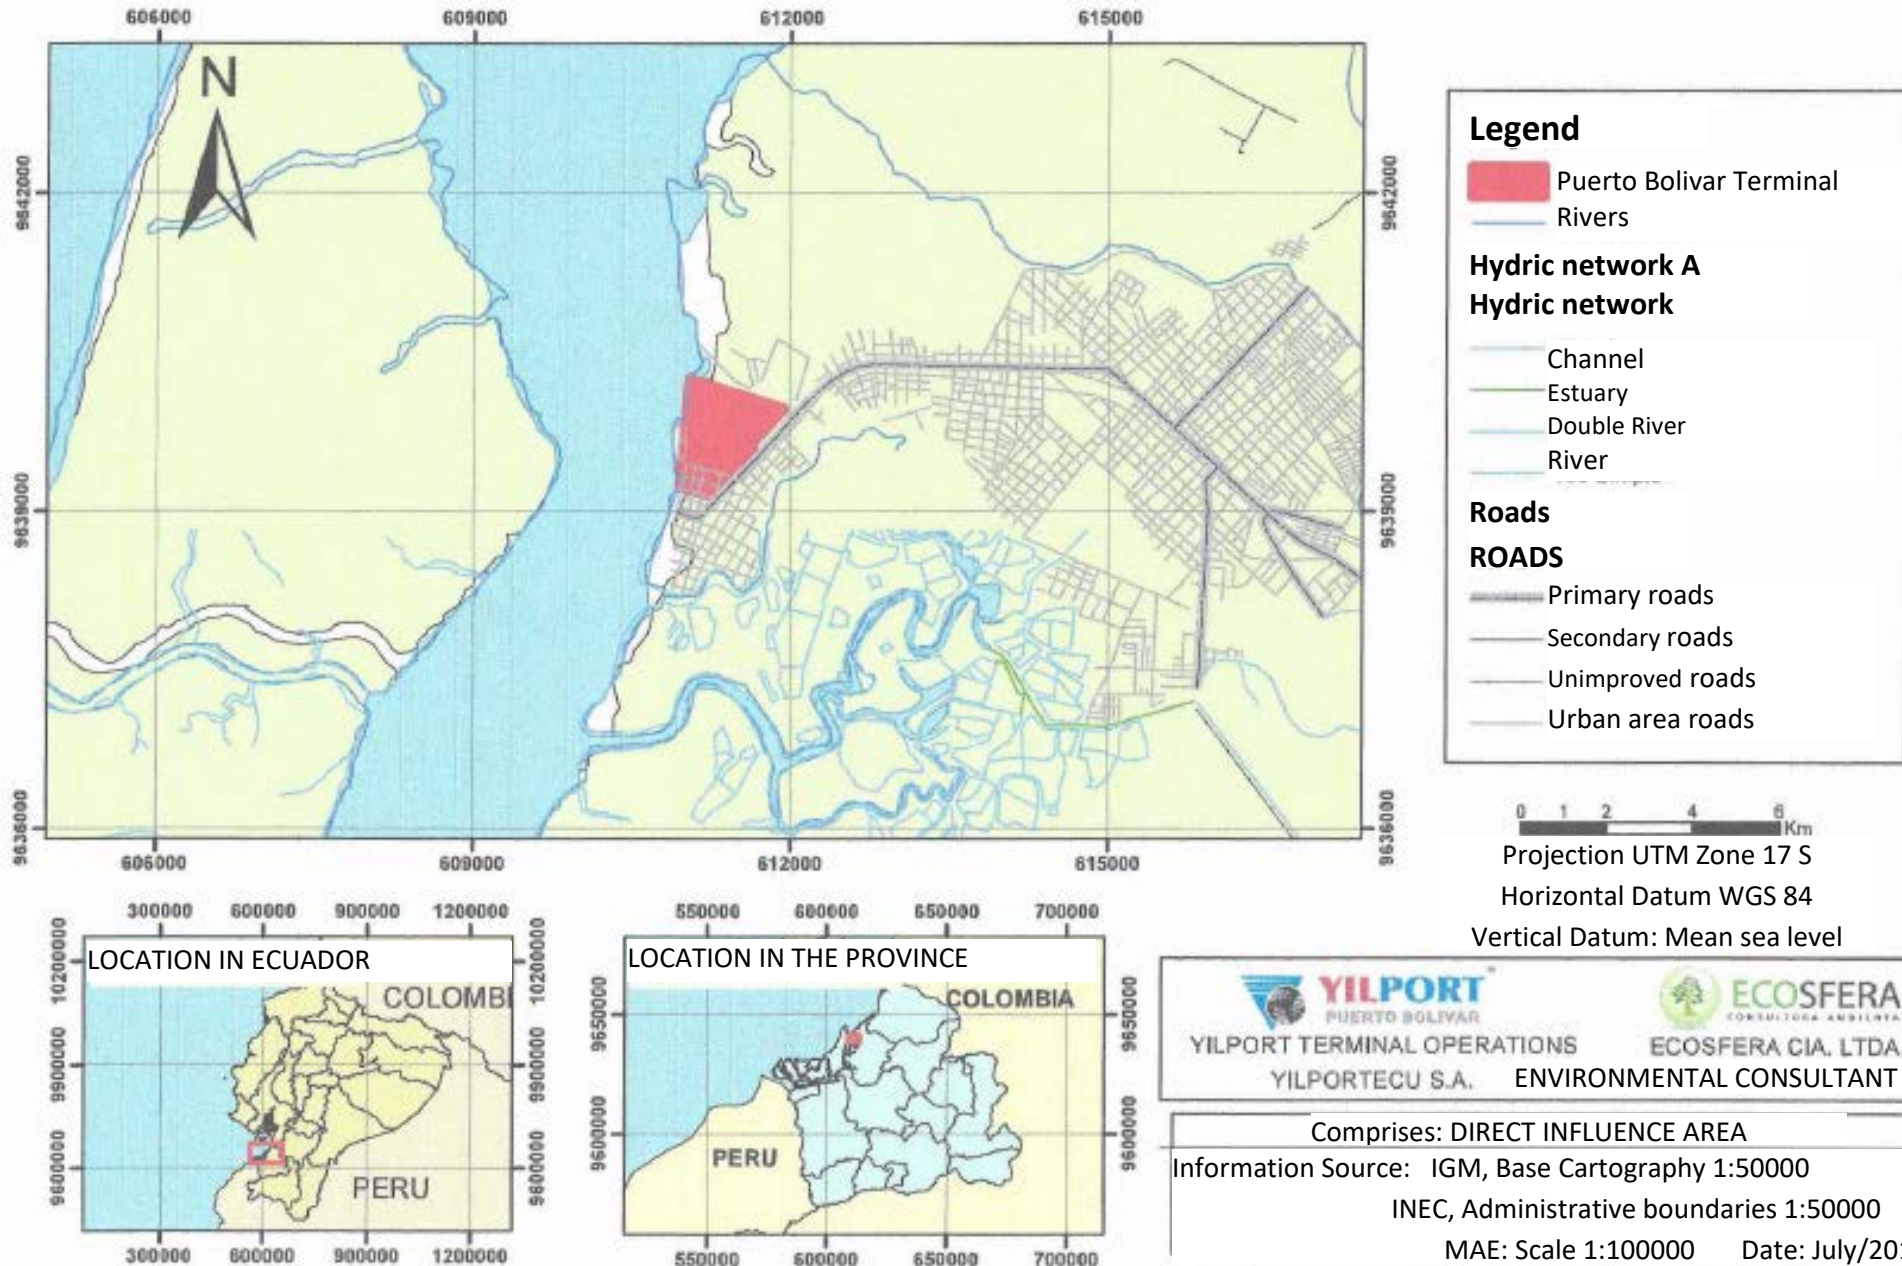 606000 609000 612000 615000
N
9642000 9642000
9639000 9639000
9636000 9636000
606000 609000 612000 615000
Legend
Puerto Bolivar Terminal
Rivers
Hydric network A
Hydric network
Channel
Estuary
Double River
River
Roads
ROADS
Primary roads
Secondary roads
Unimproved roads
Urban area roads
0 1 2 4 6
Km
Projection UTM Zone 17 S
Horizontal Datum WGS 84
Vertical Datum: Mean sea level
300000 600000 900000 1200000
LOCATION IN ECUADOR
10200000 10200000
9900000 9900000
9600000 9600000
COLOMBI
PERU
300000 600000 900000 1200000
550000 600000 650000 700000
LOCATION IN THE PROVINCE
COLOMBIA
9650000 9650000
9600000 9600000
PERU
550000 600000 650000 700000
YILPORT
PUERTO BOLIVAR
YILPORT TERMINAL OPERATIONS
YILPORTECU S.A.
ECOSFERA
CONSULTORA AMBIENTA
ECOSFERA CIA. LTDA
ENVIRONMENTAL CONSULTANT
Comprises: DIRECT INFLUENCE AREA
Information Source: IGM, Base Cartography 1:50000
INEC, Administrative boundaries 1:50000
MAE: Scale 1:100000 Date: July/201